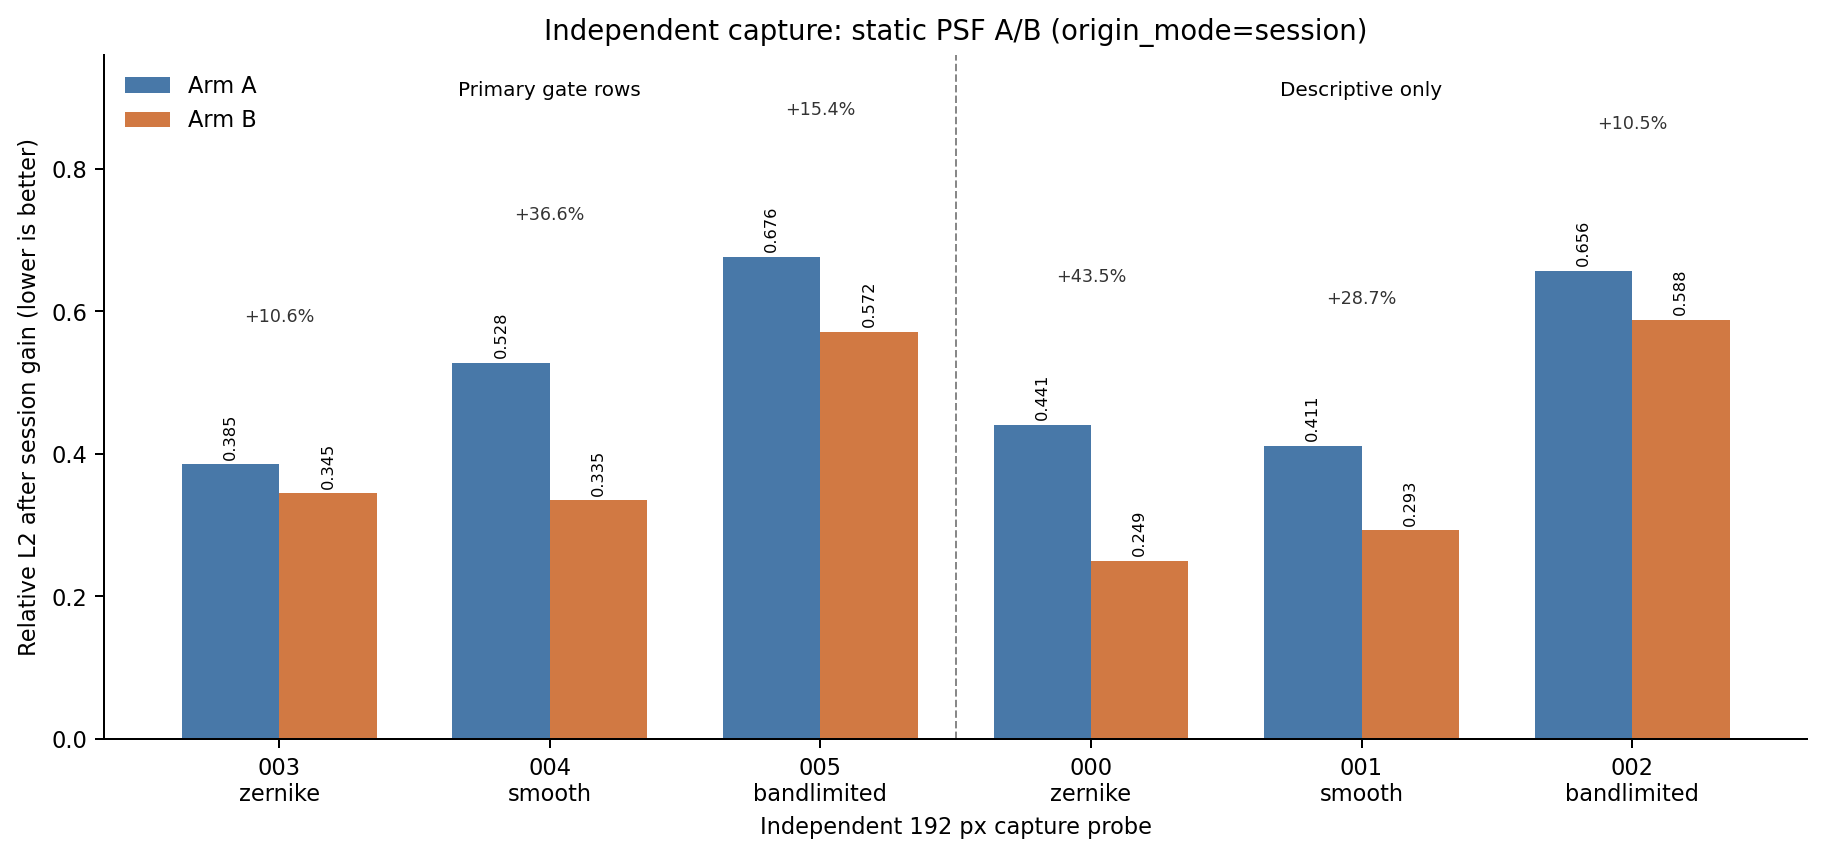 Independent capture: static PSF A/B (origin_mode=session)
Arm A
Arm B
Primary gate rows
Descriptive only
+10.6%
+36.6%
+15.4%
+43.5%
+28.7%
+10.5%
0.385
0.345
0.528
0.335
0.676
0.572
0.441
0.249
0.411
0.293
0.656
0.588
Relative L2 after session gain (lower is better)
0.8
0.6
0.4
0.2
0.0
003
zernike
004
smooth
005
bandlimited
000
zernike
001
smooth
002
bandlimited
Independent 192 px capture probe